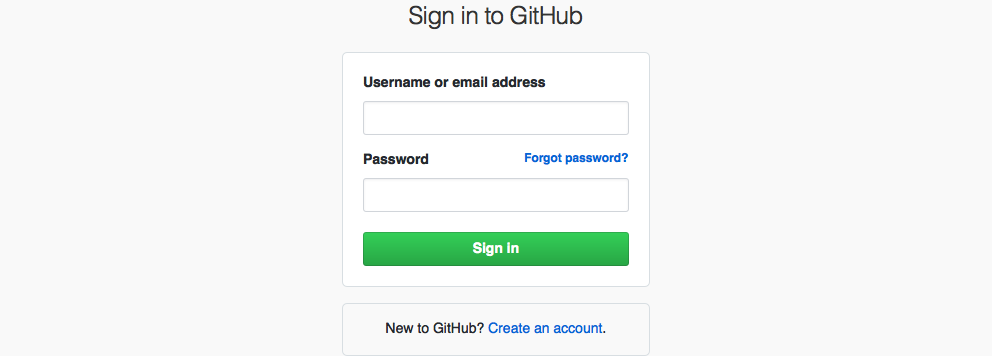 Sign in to GitHub
Username or email address
Password Forgot password?
Sign in
New to GitHub? Create an account.